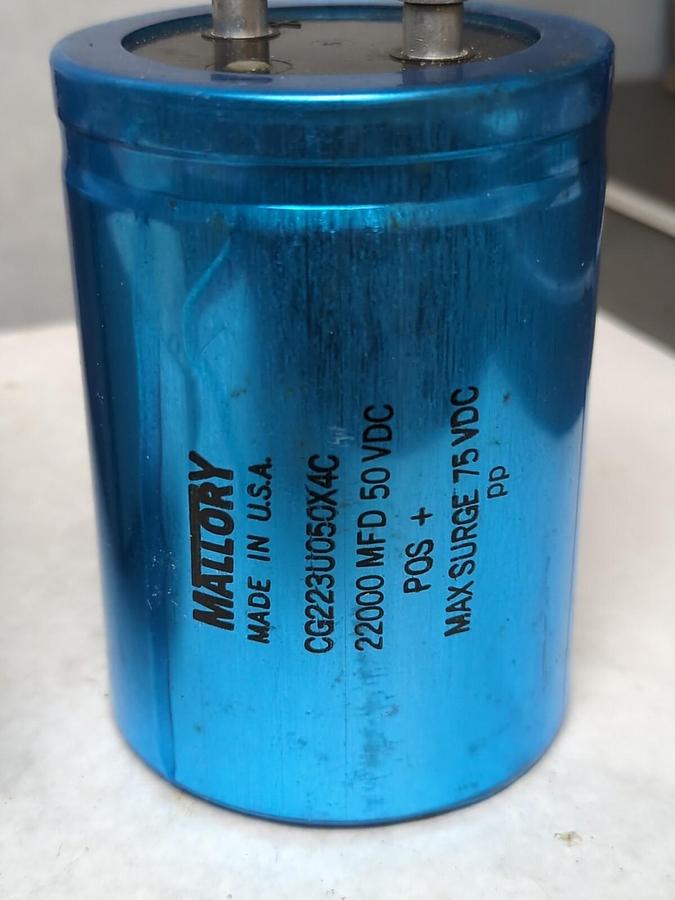 MALLORY
MADE IN U.S.A.
CG223U050X4C
22000 MFD 50 VDC
POS +
MAX SURGE 75 VDC
pp